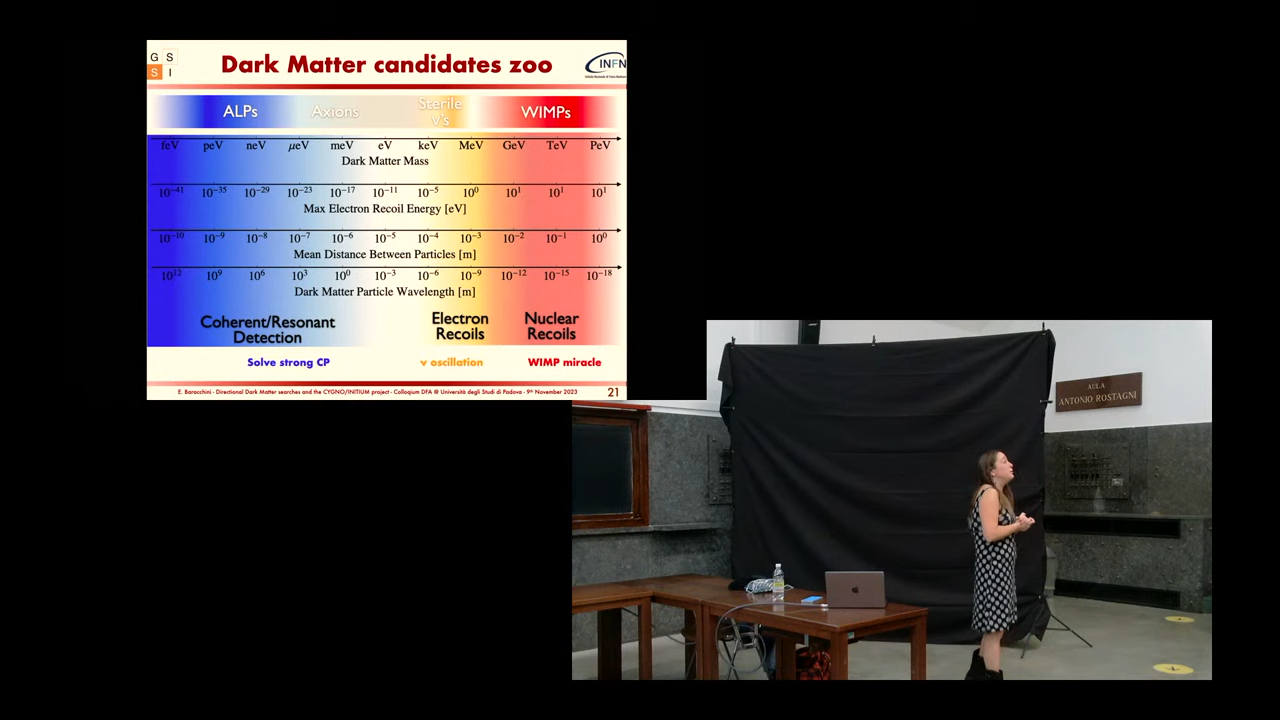 G S
S I
Dark Matter candidates zoo
INFN
ALPs Axions Sterile ν's WIMPs
feV peV neV μeV meV eV keV MeV GeV TeV PeV
Dark Matter Mass
10⁻⁴¹ 10⁻³⁵ 10⁻²⁹ 10⁻²³ 10⁻¹⁷ 10⁻¹¹ 10⁻⁵ 10⁰ 10¹ 10¹ 10¹
Max Electron Recoil Energy [eV]
10⁻¹⁰ 10⁻⁹ 10⁻⁸ 10⁻⁷ 10⁻⁶ 10⁻⁵ 10⁻⁴ 10⁻³ 10⁻² 10⁻¹ 10⁰
Mean Distance Between Particles [m]
10¹² 10⁹ 10⁶ 10³ 10⁰ 10⁻³ 10⁻⁶ 10⁻⁹ 10⁻¹² 10⁻¹⁵ 10⁻¹⁸
Dark Matter Particle Wavelength [m]
Coherent/Resonant
Detection
Electron
Recoils
Nuclear
Recoils
Solve strong CP ν oscillation WIMP miracle
E. Baracchini - Directional Dark Matter searches and the CYGNO/INITIUM project - Colloqium DFA @ Università degli Studi di Padova - 9th November 2023 21
AULA
ANTONIO ROSTAGNI